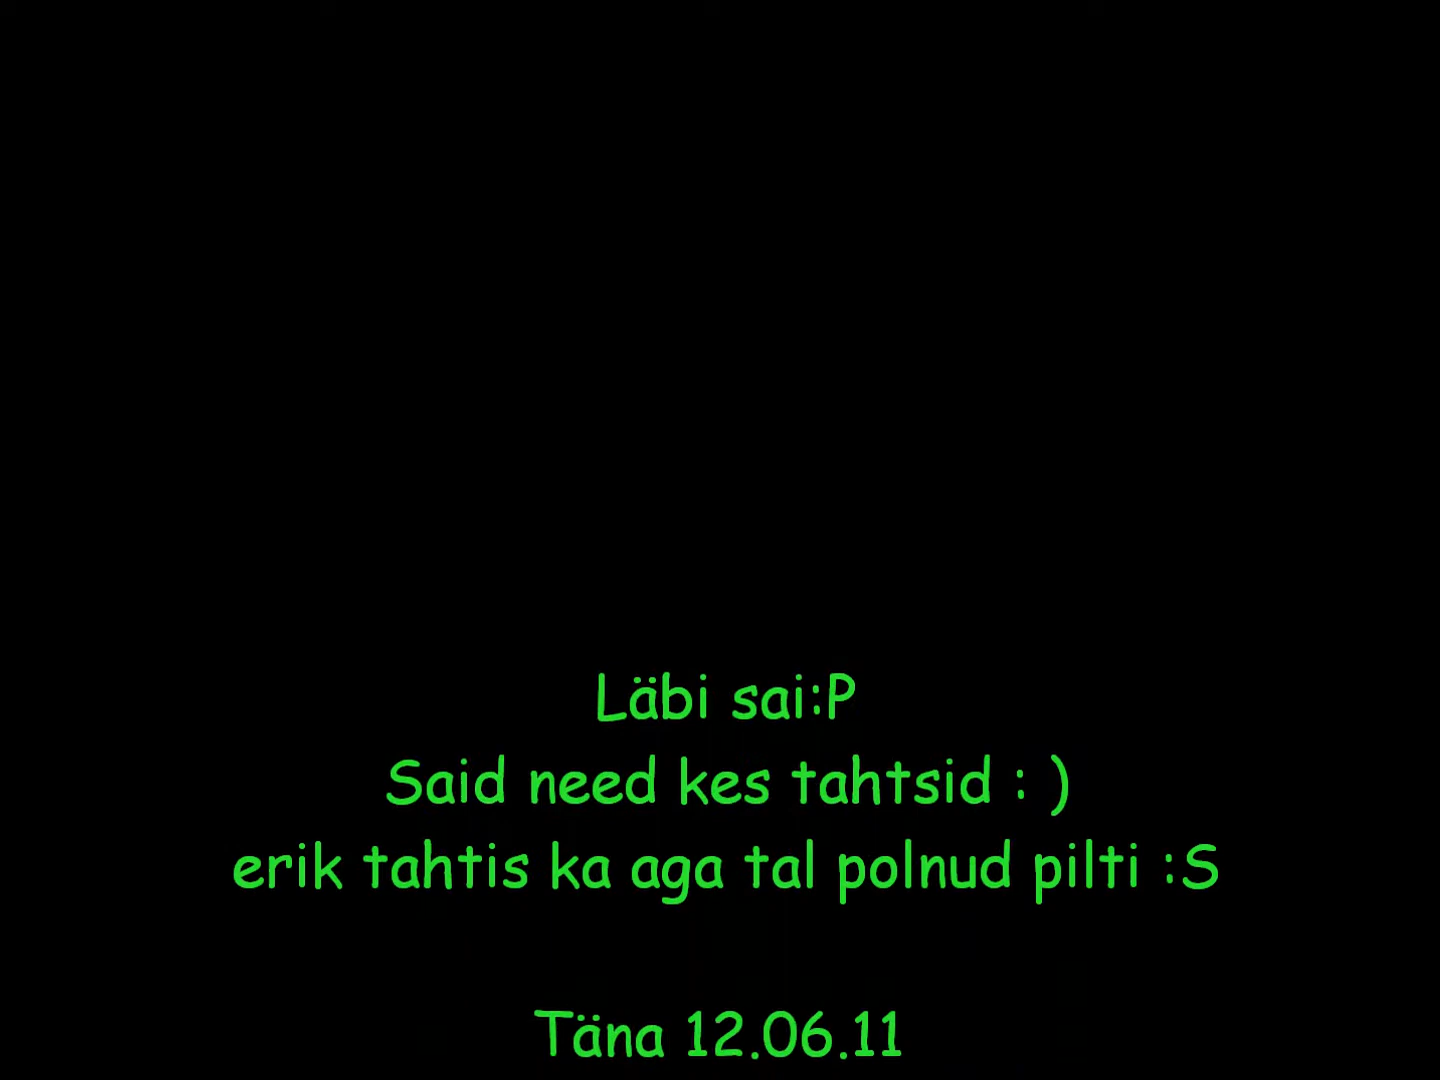 Läbi sai:P
Said need kes tahtsid : )
erik tahtis ka aga tal polnud pilti :S
Täna 12.06.11